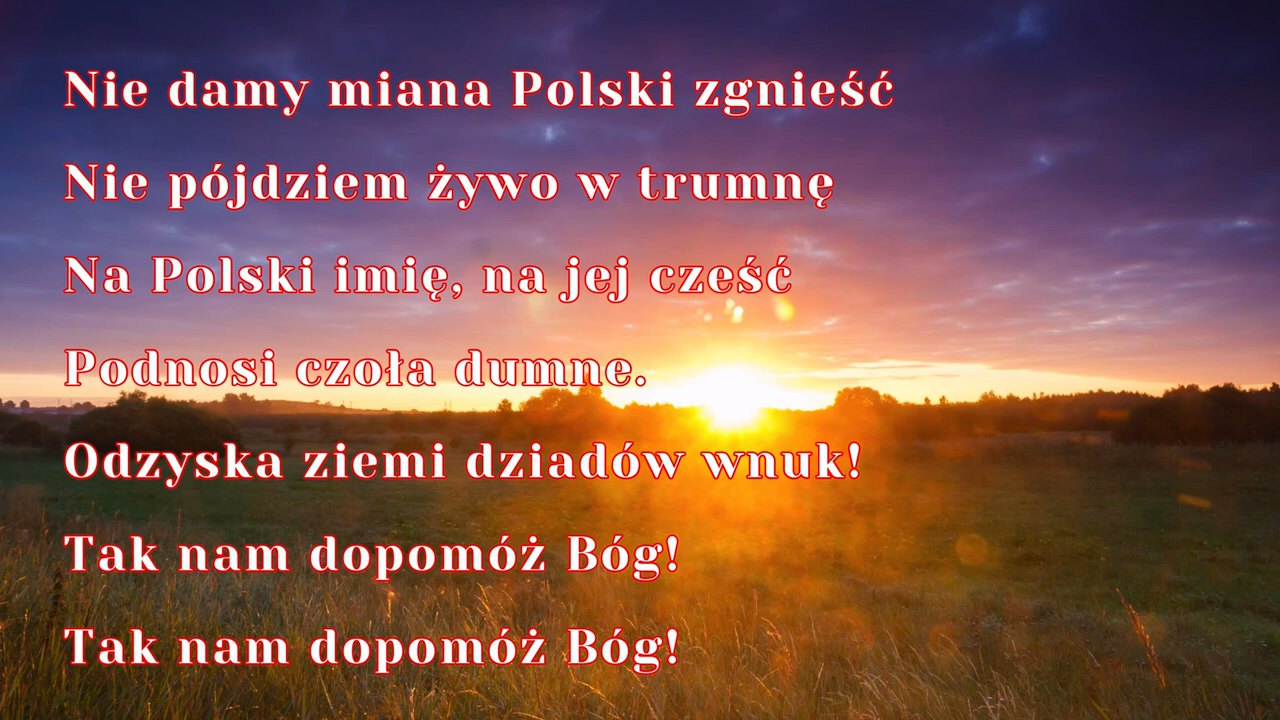 Nie damy miana Polski zgnieść
Nie pójdziem żywo w trumnę
Na Polski imię, na jej cześć
Podnosi czoła dumne.
Odzyska ziemi dziadów wnuk!
Tak nam dopomóż Bóg!
Tak nam dopomóż Bóg!